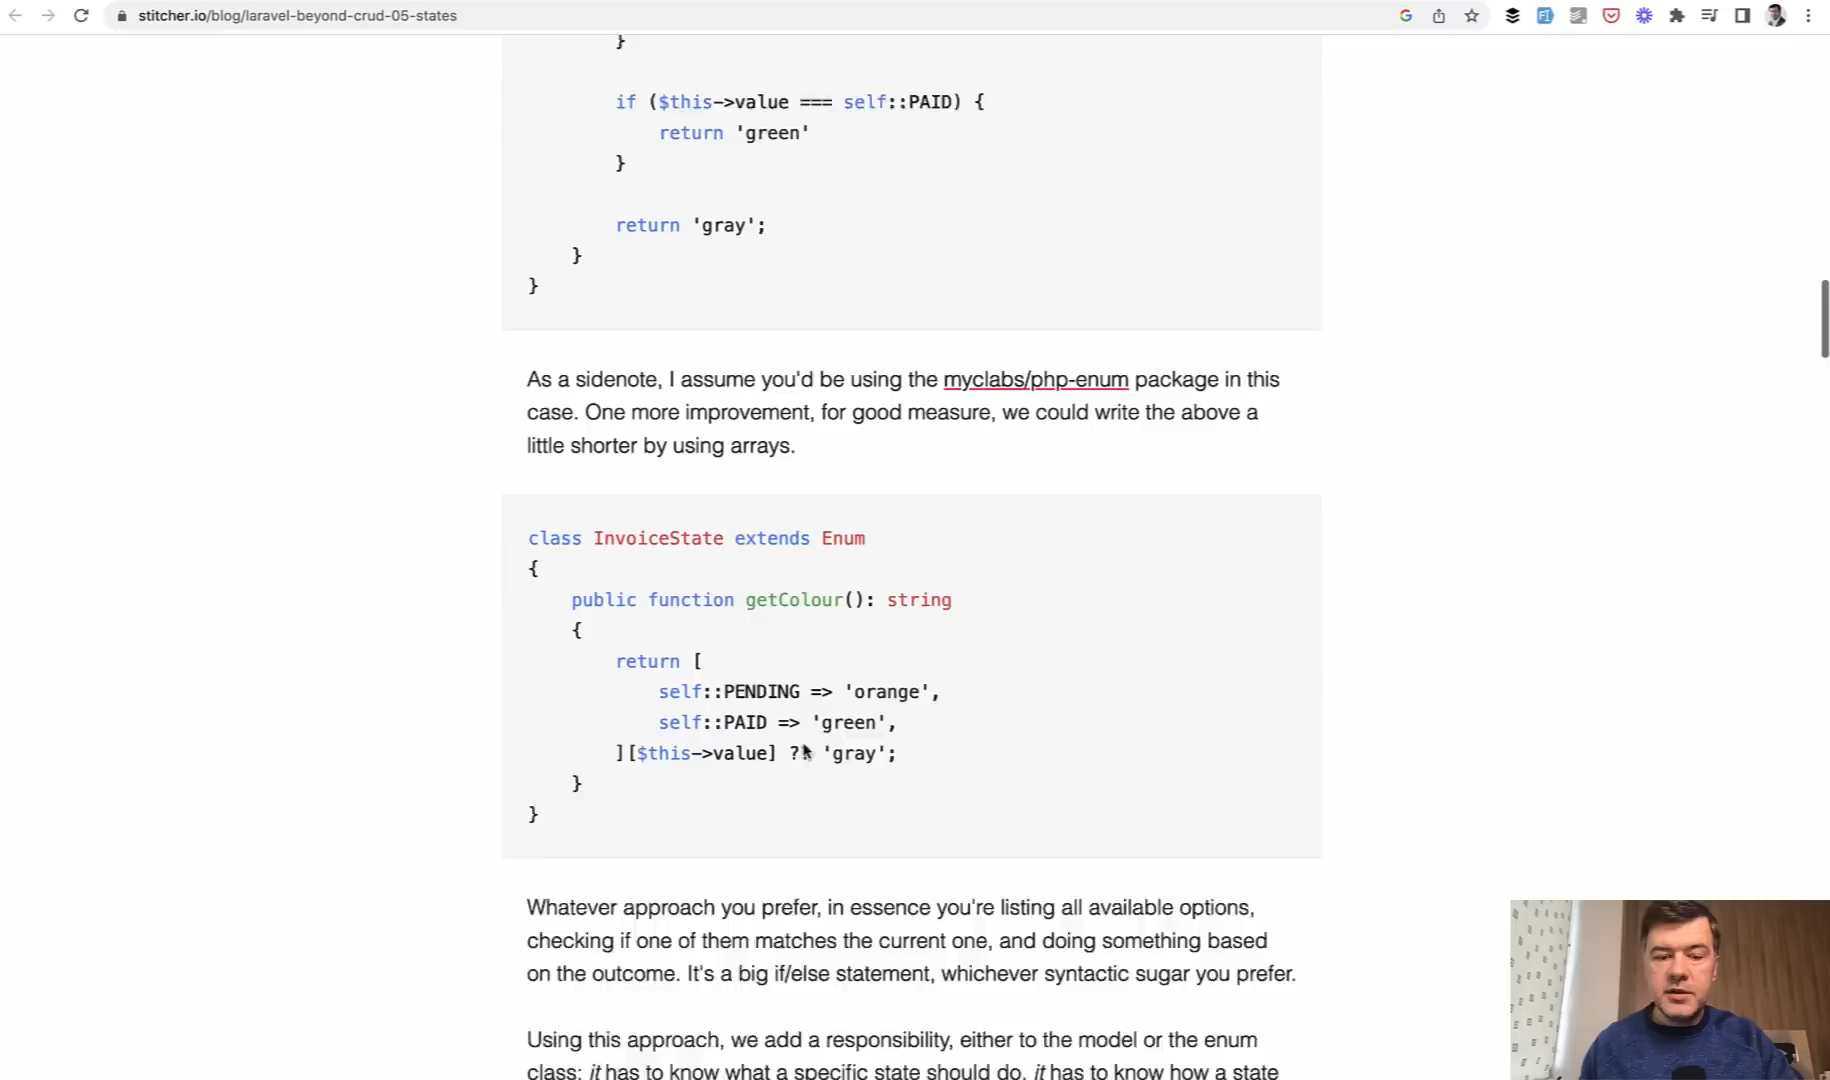 stitcher.io/blog/laravel-beyond-crud-05-states
}
if ($this->value === self::PAID) {
return 'green'
}
return 'gray';
}
}
As a sidenote, I assume you'd be using the myclabs/php-enum package in this
case. One more improvement, for good measure, we could write the above a
little shorter by using arrays.
class InvoiceState extends Enum
{
public function getColour(): string
{
return [
self::PENDING => 'orange',
self::PAID => 'green',
][$this->value] ?? 'gray';
}
}
Whatever approach you prefer, in essence you're listing all available options,
checking if one of them matches the current one, and doing something based
on the outcome. It's a big if/else statement, whichever syntactic sugar you prefer.
Using this approach, we add a responsibility, either to the model or the enum
class: it has to know what a specific state should do, it has to know how a state